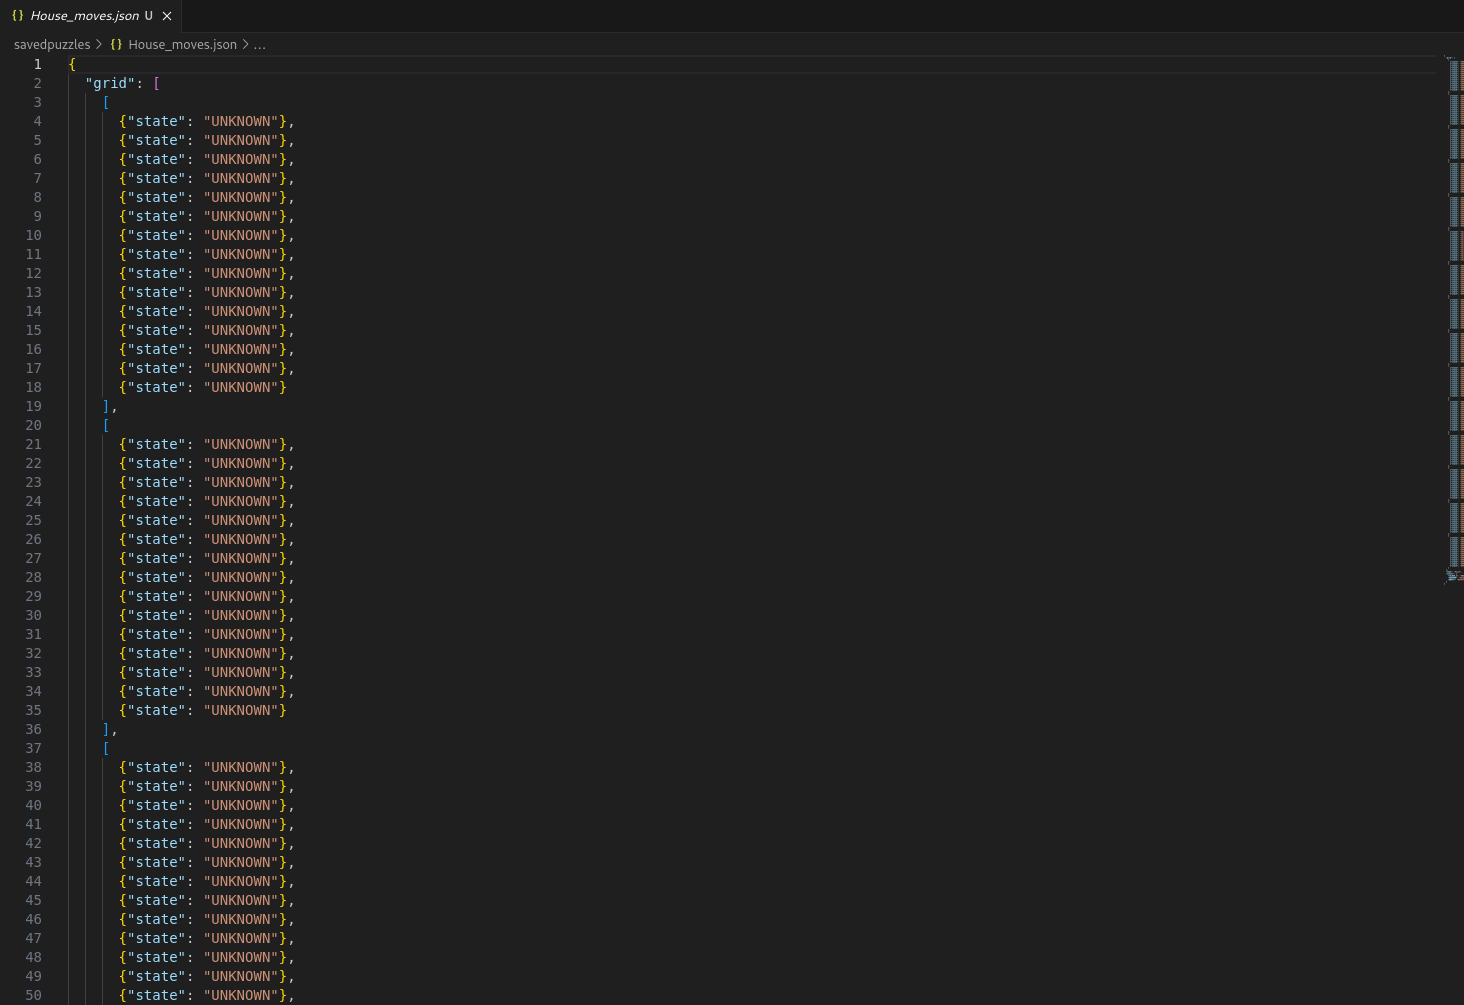 {} House_moves.json U ×
savedpuzzles > {} House_moves.json > ...
1 {
2 "grid": [
3 [
4 {"state": "UNKNOWN"},
5 {"state": "UNKNOWN"},
6 {"state": "UNKNOWN"},
7 {"state": "UNKNOWN"},
8 {"state": "UNKNOWN"},
9 {"state": "UNKNOWN"},
10 {"state": "UNKNOWN"},
11 {"state": "UNKNOWN"},
12 {"state": "UNKNOWN"},
13 {"state": "UNKNOWN"},
14 {"state": "UNKNOWN"},
15 {"state": "UNKNOWN"},
16 {"state": "UNKNOWN"},
17 {"state": "UNKNOWN"},
18 {"state": "UNKNOWN"}
19 ],
20 [
21 {"state": "UNKNOWN"},
22 {"state": "UNKNOWN"},
23 {"state": "UNKNOWN"},
24 {"state": "UNKNOWN"},
25 {"state": "UNKNOWN"},
26 {"state": "UNKNOWN"},
27 {"state": "UNKNOWN"},
28 {"state": "UNKNOWN"},
29 {"state": "UNKNOWN"},
30 {"state": "UNKNOWN"},
31 {"state": "UNKNOWN"},
32 {"state": "UNKNOWN"},
33 {"state": "UNKNOWN"},
34 {"state": "UNKNOWN"},
35 {"state": "UNKNOWN"}
36 ],
37 [
38 {"state": "UNKNOWN"},
39 {"state": "UNKNOWN"},
40 {"state": "UNKNOWN"},
41 {"state": "UNKNOWN"},
42 {"state": "UNKNOWN"},
43 {"state": "UNKNOWN"},
44 {"state": "UNKNOWN"},
45 {"state": "UNKNOWN"},
46 {"state": "UNKNOWN"},
47 {"state": "UNKNOWN"},
48 {"state": "UNKNOWN"},
49 {"state": "UNKNOWN"},
50 {"state": "UNKNOWN"},